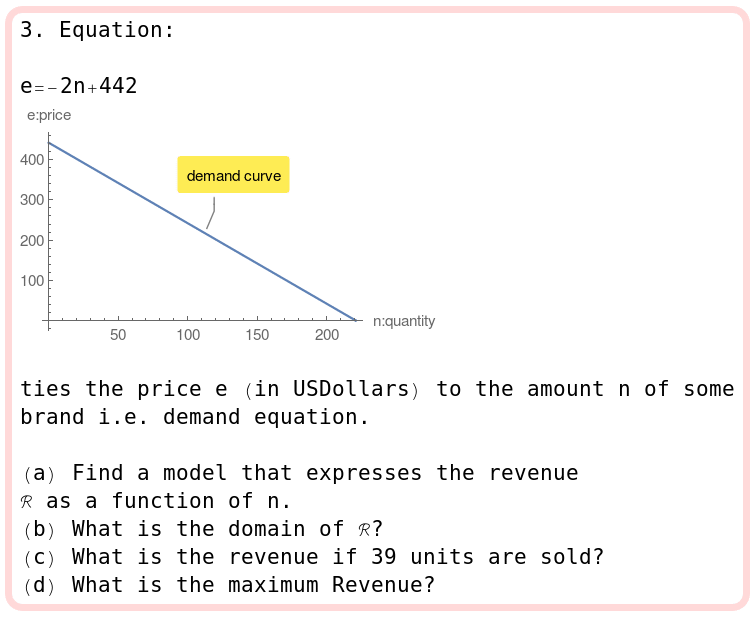 3. Equation:
e=-2n+442
e:price
400
300
200
100
demand curve
50 100 150 200
n:quantity
ties the price e (in USDollars) to the amount n of some
brand i.e. demand equation.
(a) Find a model that expresses the revenue
ℛ as a function of n.
(b) What is the domain of ℛ?
(c) What is the revenue if 39 units are sold?
(d) What is the maximum Revenue?